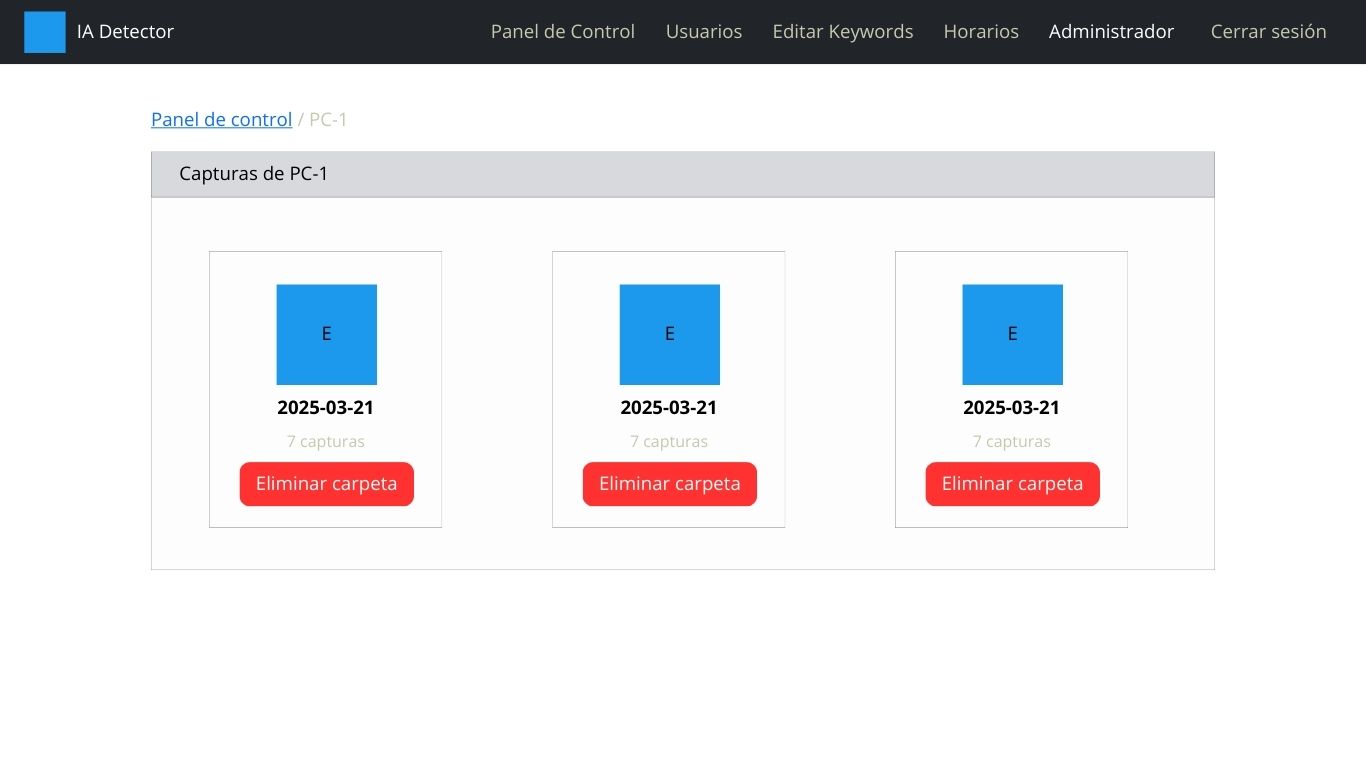 IA Detector
Panel de Control Usuarios Editar Keywords Horarios Administrador Cerrar sesión
Panel de control / PC-1
Capturas de PC-1
E E E
2025-03-21 2025-03-21 2025-03-21
7 capturas 7 capturas 7 capturas
Eliminar carpeta Eliminar carpeta Eliminar carpeta